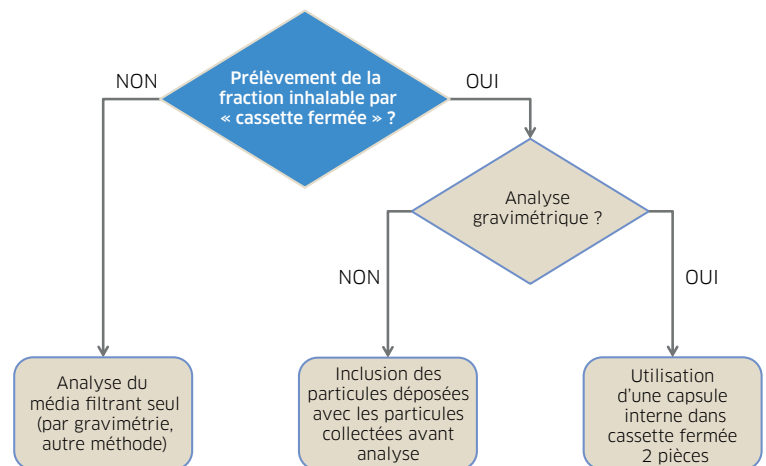 NON
Prélèvement de la
fraction inhalable par
« cassette fermée » ?
OUI
Analyse
gravimétrique ?
NON
OUI
Analyse du
média filtrant seul
(par gravimétrie,
autre méthode)
Inclusion des
particules déposées
avec les particules
collectées avant
analyse
Utilisation
d'une capsule
interne dans
cassette fermée
2 pièces